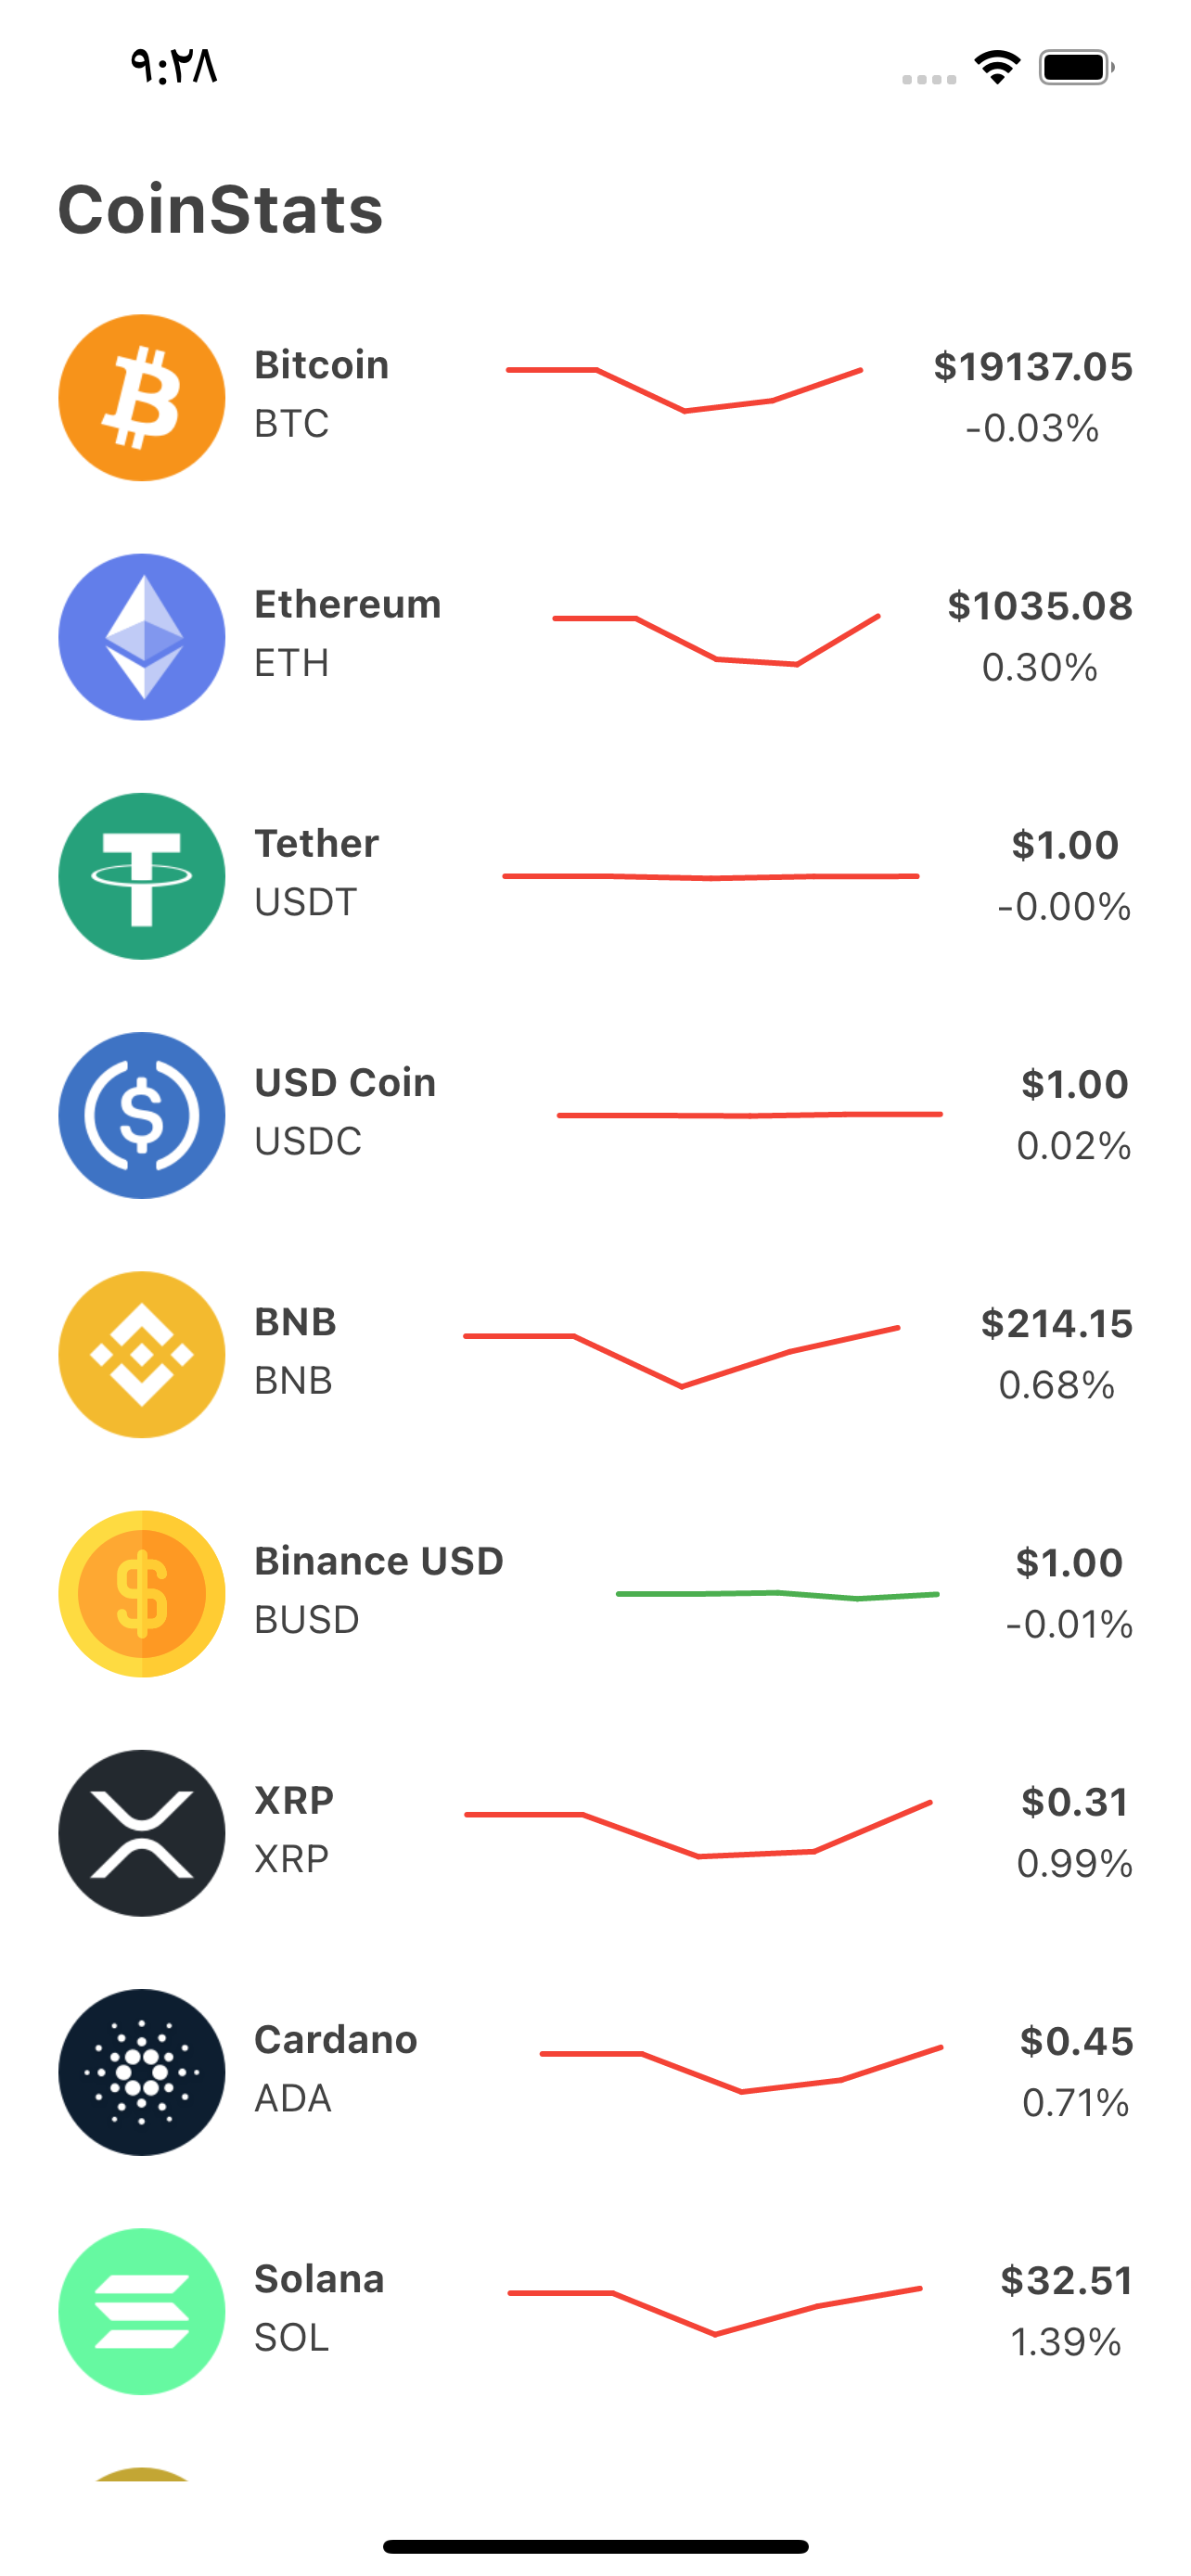 ۹:۲۸
CoinStats
Bitcoin
BTC
$19137.05
-0.03%
Ethereum
ETH
$1035.08
0.30%
Tether
USDT
$1.00
-0.00%
USD Coin
USDC
$1.00
0.02%
BNB
BNB
$214.15
0.68%
Binance USD
BUSD
$1.00
-0.01%
XRP
XRP
$0.31
0.99%
Cardano
ADA
$0.45
0.71%
Solana
SOL
$32.51
1.39%